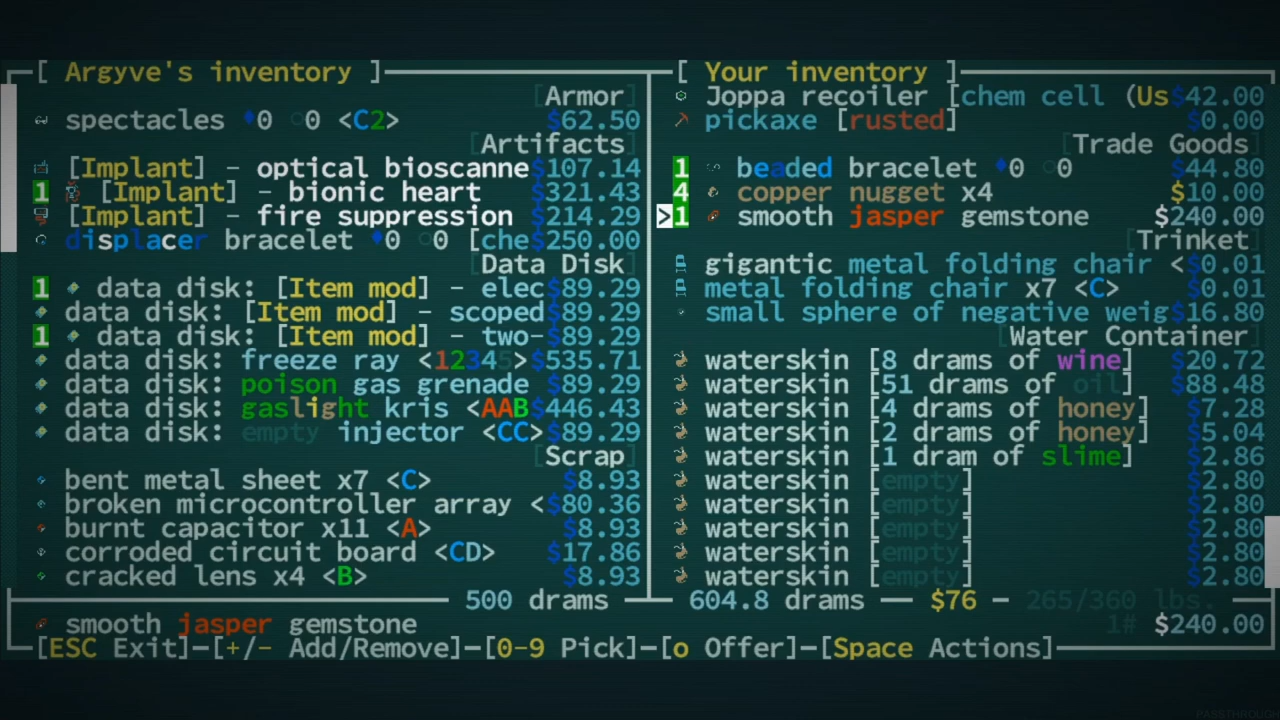 [ Argyve's inventory ]
[Armor]
spectacles ♦0 ○0 <C2> $62.50
[Artifacts]
[Implant] - optical bioscanne $107.14
1 [Implant] - bionic heart $321.43
[Implant] - fire suppression $214.29
displacer bracelet ♦0 ○0 [che $250.00
[Data Disk]
1 data disk: [Item mod] - elec $89.29
data disk: [Item mod] - scoped $89.29
1 data disk: [Item mod] - two- $89.29
data disk: freeze ray <12345> $535.71
data disk: poison gas grenade $89.29
data disk: gaslight kris <AAB $446.43
data disk: empty injector <CC> $89.29
[Scrap]
bent metal sheet x7 <C> $8.93
broken microcontroller array < $80.36
burnt capacitor x11 <A> $8.93
corroded circuit board <CD> $17.86
cracked lens x4 <B> $8.93
500 drams
[ Your inventory ]
Joppa recoiler [chem cell (Us $42.00
pickaxe [rusted] $0.00
[Trade Goods]
1 beaded bracelet ♦0 ○0 $44.80
4 copper nugget x4 $10.00
>1 smooth jasper gemstone $240.00
[Trinket]
gigantic metal folding chair < $0.01
metal folding chair x7 <C> $0.01
small sphere of negative weig $16.80
[Water Container]
waterskin [8 drams of wine] $20.72
waterskin [51 drams of oil] $88.48
waterskin [4 drams of honey] $7.28
waterskin [2 drams of honey] $5.04
waterskin [1 dram of slime] $2.86
waterskin [empty] $2.80
waterskin [empty] $2.80
waterskin [empty] $2.80
waterskin [empty] $2.80
waterskin [empty] $2.80
604.8 drams — $76 — 265/360 lbs.
smooth jasper gemstone 1# $240.00
[ESC Exit]-[+/- Add/Remove]-[0-9 Pick]-[o Offer]-[Space Actions]
PASSTHROUGH